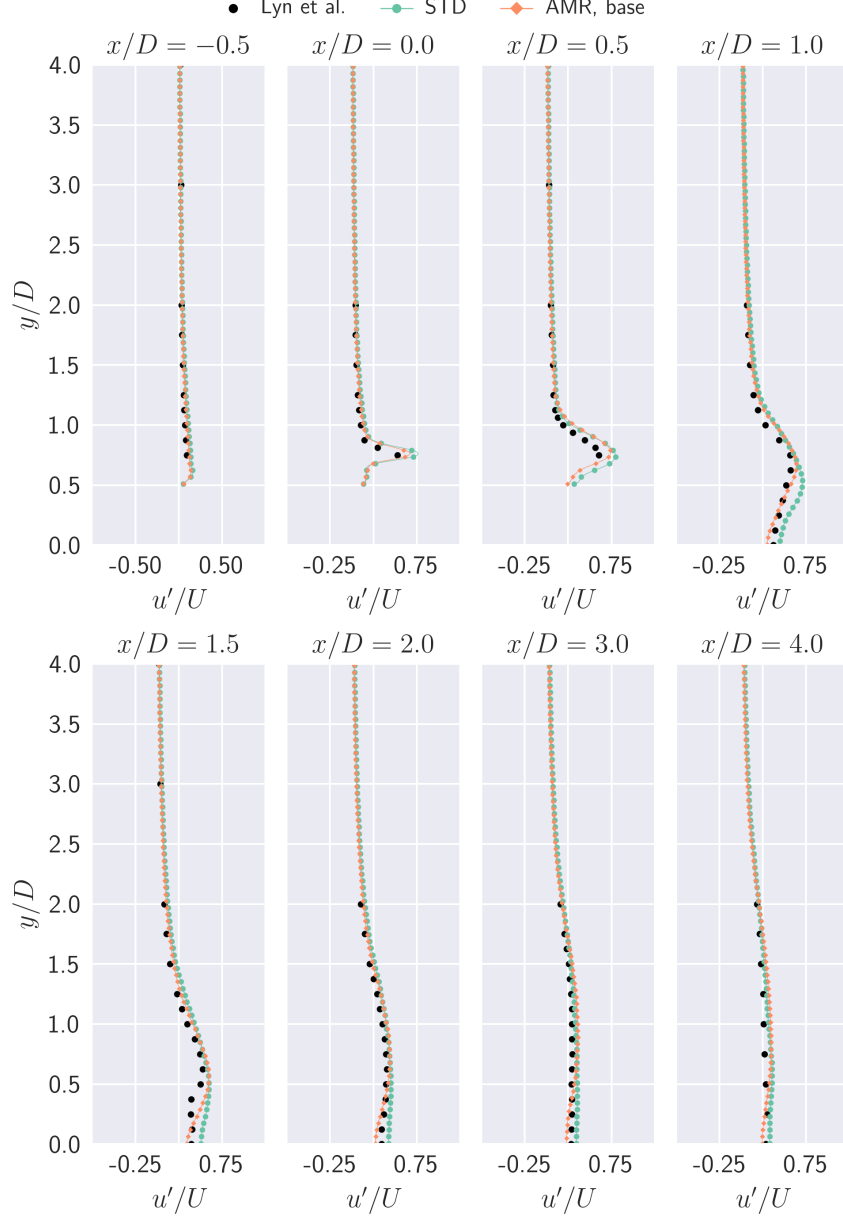 Lyn et al. STD AMR, base
x/D = −0.5 x/D = 0.0 x/D = 0.5 x/D = 1.0
4.0
3.5
3.0
2.5
2.0
1.5
1.0
0.5
0.0
y/D
-0.50 0.50 -0.25 0.75 -0.25 0.75 -0.25 0.75
u′/U u′/U u′/U u′/U
x/D = 1.5 x/D = 2.0 x/D = 3.0 x/D = 4.0
4.0
3.5
3.0
2.5
2.0
1.5
1.0
0.5
0.0
y/D
-0.25 0.75 -0.25 0.75 -0.25 0.75 -0.25 0.75
u′/U u′/U u′/U u′/U